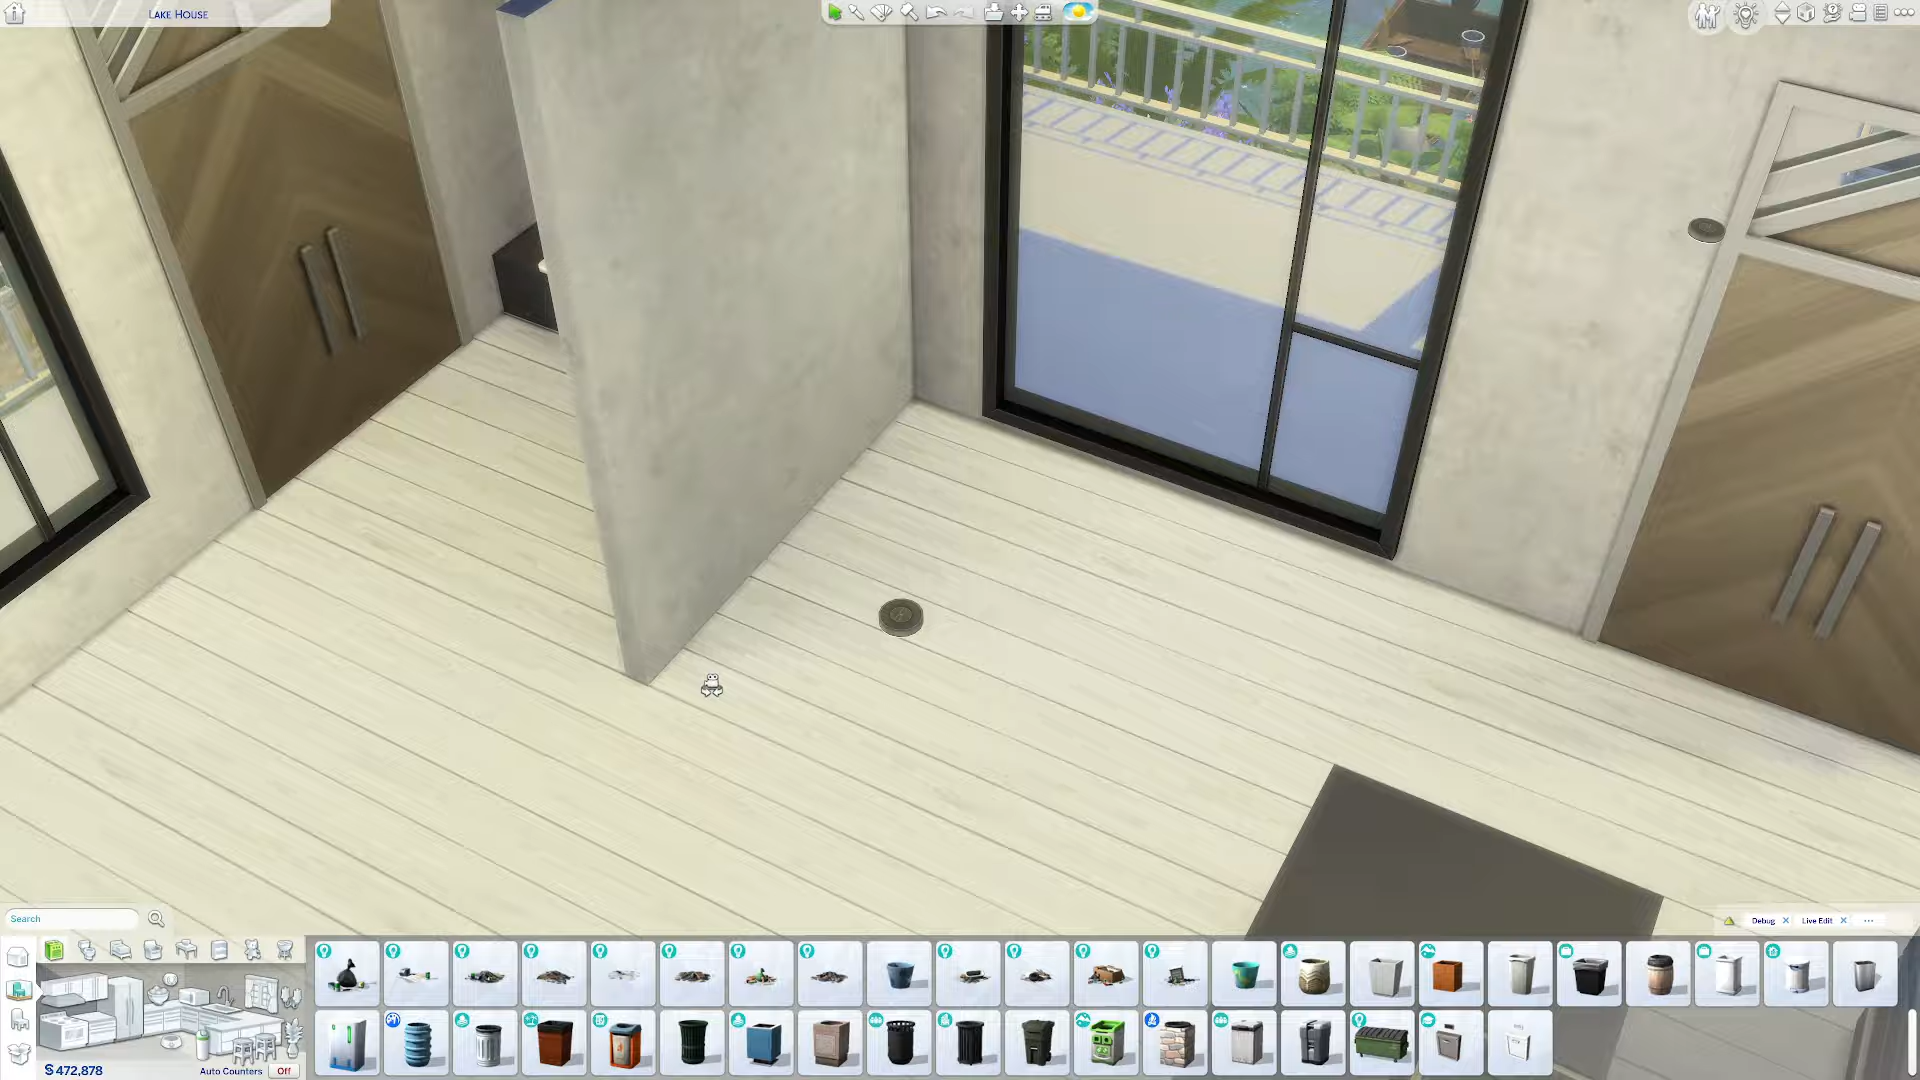 Lake House
Search
Debug
Live Edit
$472,878
Auto Counters
Off